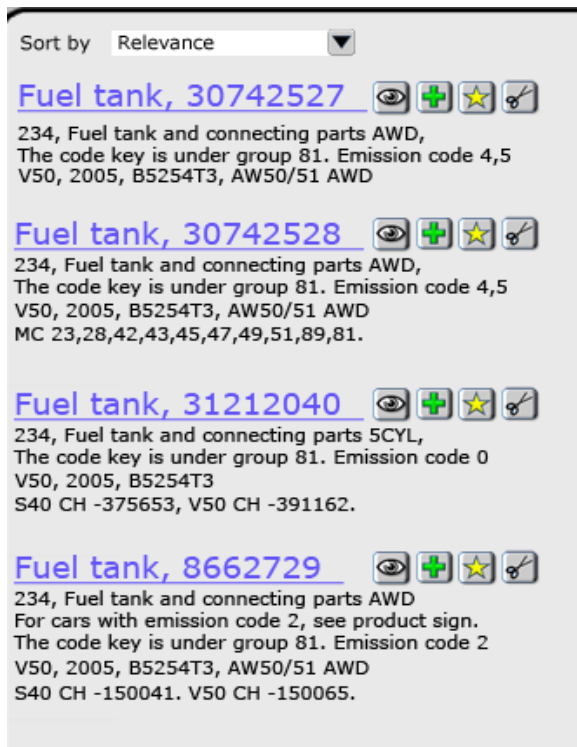 Sort by Relevance
Fuel tank, 30742527
234, Fuel tank and connecting parts AWD,
The code key is under group 81. Emission code 4,5
V50, 2005, B5254T3, AW50/51 AWD
Fuel tank, 30742528
234, Fuel tank and connecting parts AWD,
The code key is under group 81. Emission code 4,5
V50, 2005, B5254T3, AW50/51 AWD
MC 23,28,42,43,45,47,49,51,89,81.
Fuel tank, 31212040
234, Fuel tank and connecting parts 5CYL,
The code key is under group 81. Emission code 0
V50, 2005, B5254T3
S40 CH -375653, V50 CH -391162.
Fuel tank, 8662729
234, Fuel tank and connecting parts AWD
For cars with emission code 2, see product sign.
The code key is under group 81. Emission code 2
V50, 2005, B5254T3, AW50/51 AWD
S40 CH -150041. V50 CH -150065.